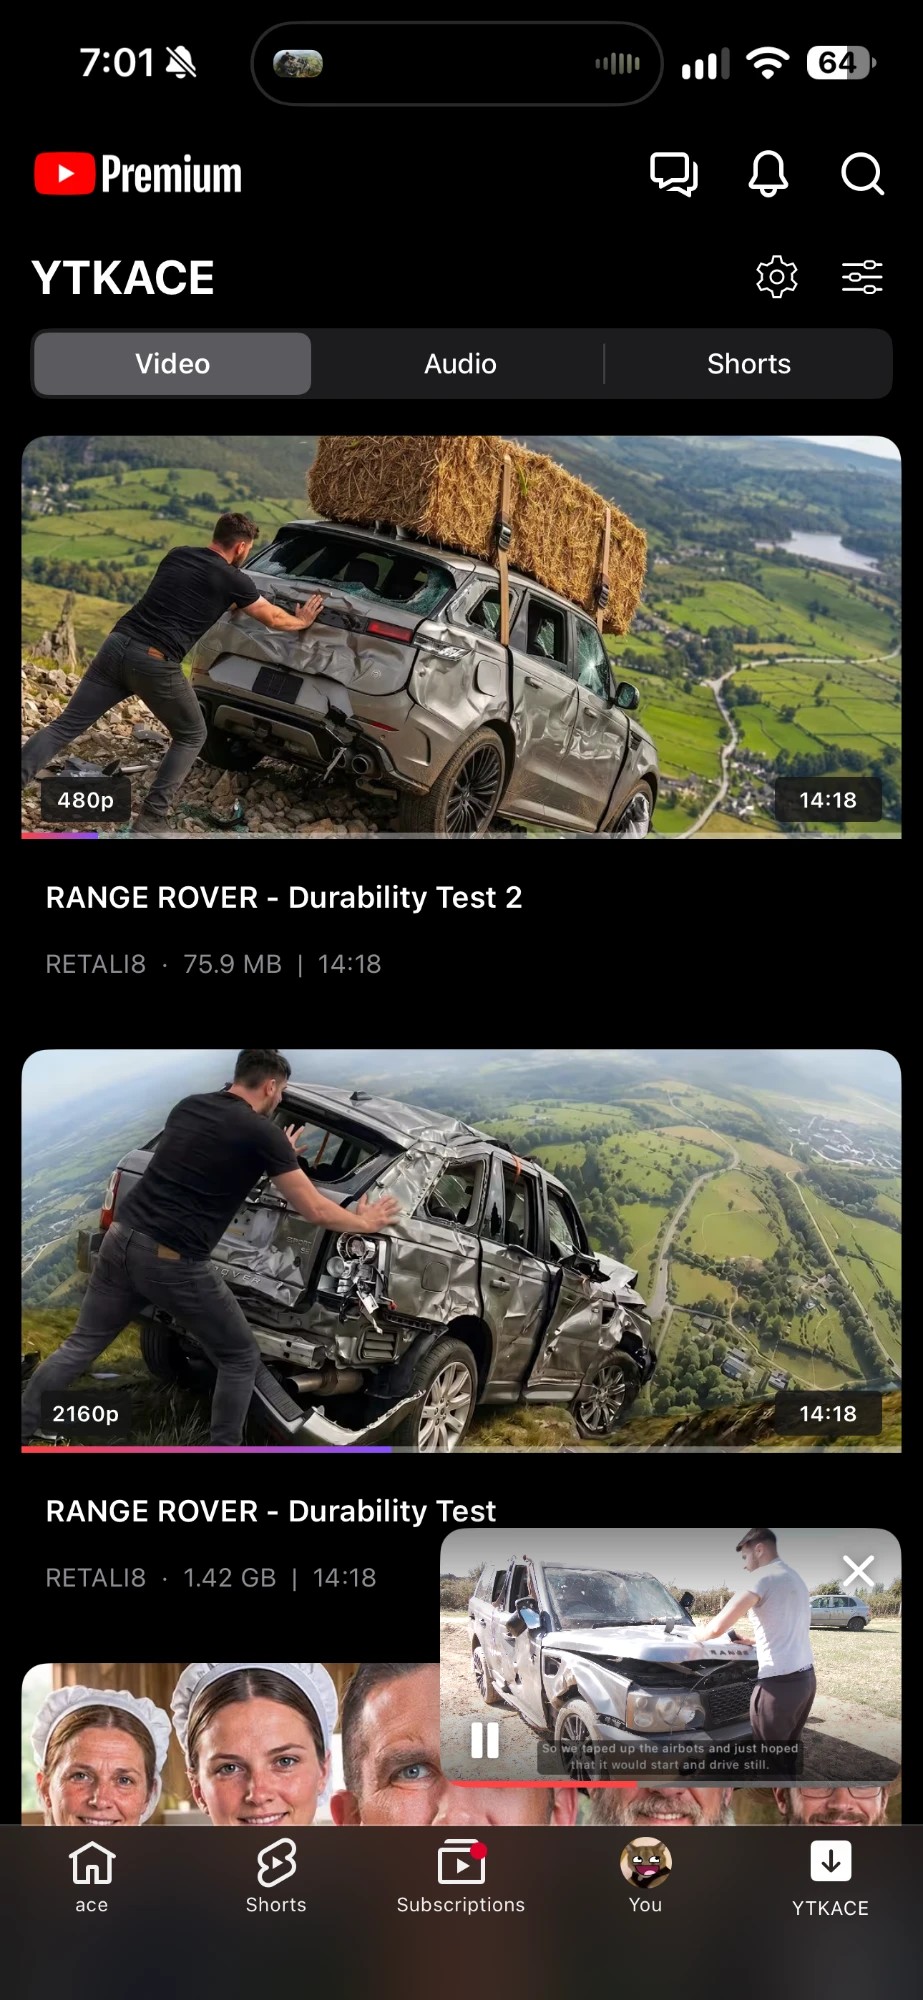 7:01
64
Premium
YTKACE
Video
Audio
Shorts
480p
14:18
RANGE ROVER - Durability Test 2
RETALI8 · 75.9 MB | 14:18
2160p
14:18
RANGE ROVER - Durability Test
RETALI8 · 1.42 GB | 14:18
RANGE
So we taped up the airbots and just hoped
that it would start and drive still.
ace
Shorts
Subscriptions
You
YTKACE